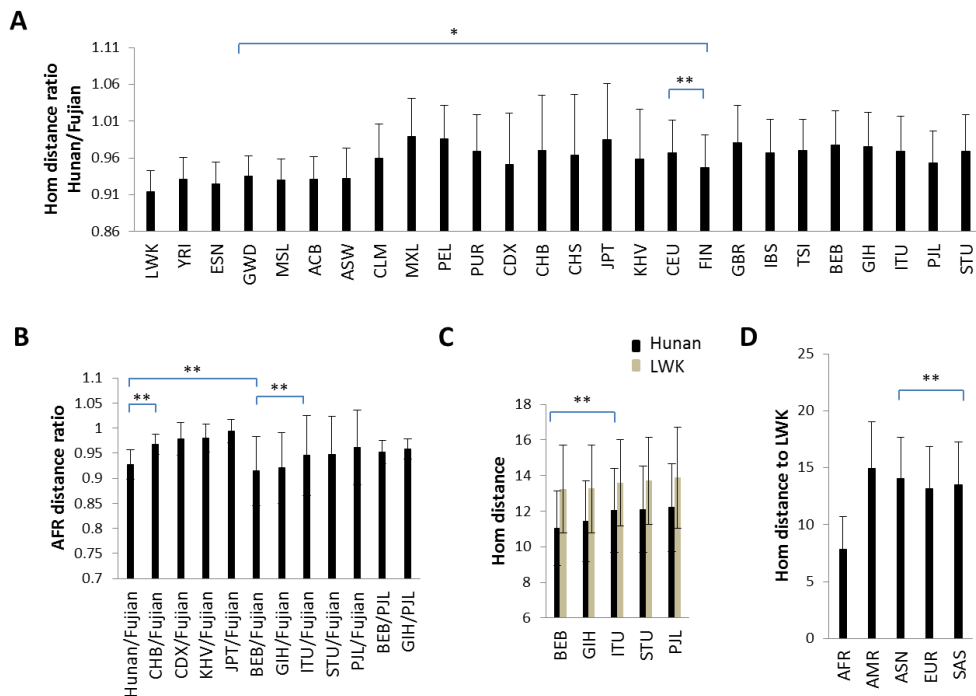 A
Hom distance ratio
Hunan/Fujian
1.11
1.06
1.01
0.96
0.91
0.86
*
**
LWK
YRI
ESN
GWD
MSL
ACB
ASW
CLM
MXL
PEL
PUR
CDX
CHB
CHS
JPT
KHV
CEU
FIN
GBR
IBS
TSI
BEB
GIH
ITU
PJL
STU
B
AFR distance ratio
1.1
1.05
1
0.95
0.9
0.85
0.8
0.7
**
**
**
Hunan/Fujian
CHB/Fujian
CDX/Fujian
KHV/Fujian
JPT/Fujian
BEB/Fujian
GIH/Fujian
ITU/Fujian
STU/Fujian
PJL/Fujian
BEB/PJL
GIH/PJL
C
Hunan
LWK
Hom distance
18
16
14
12
10
8
6
**
BEB
GIH
ITU
STU
PJL
D
Hom distance to LWK
25
20
15
10
5
0
**
AFR
AMR
ASN
EUR
SAS